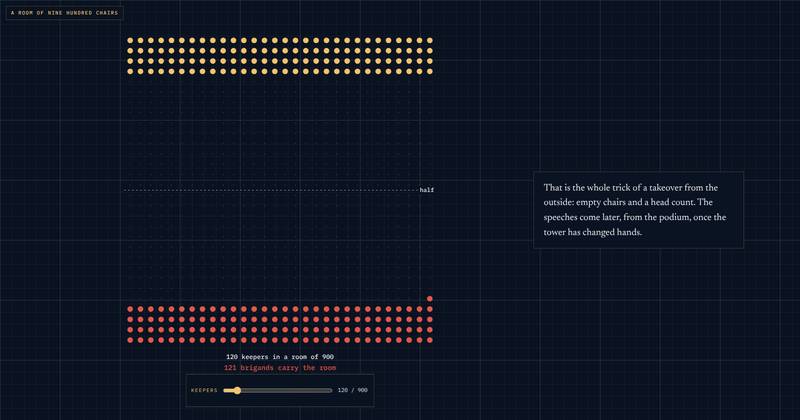 A ROOM OF NINE HUNDRED CHAIRS
half
That is the whole trick of a takeover from the
outside: empty chairs and a head count. The
speeches come later, from the podium, once the
tower has changed hands.
120 keepers in a room of 900
121 brigands carry the room
KEEPERS 120 / 900